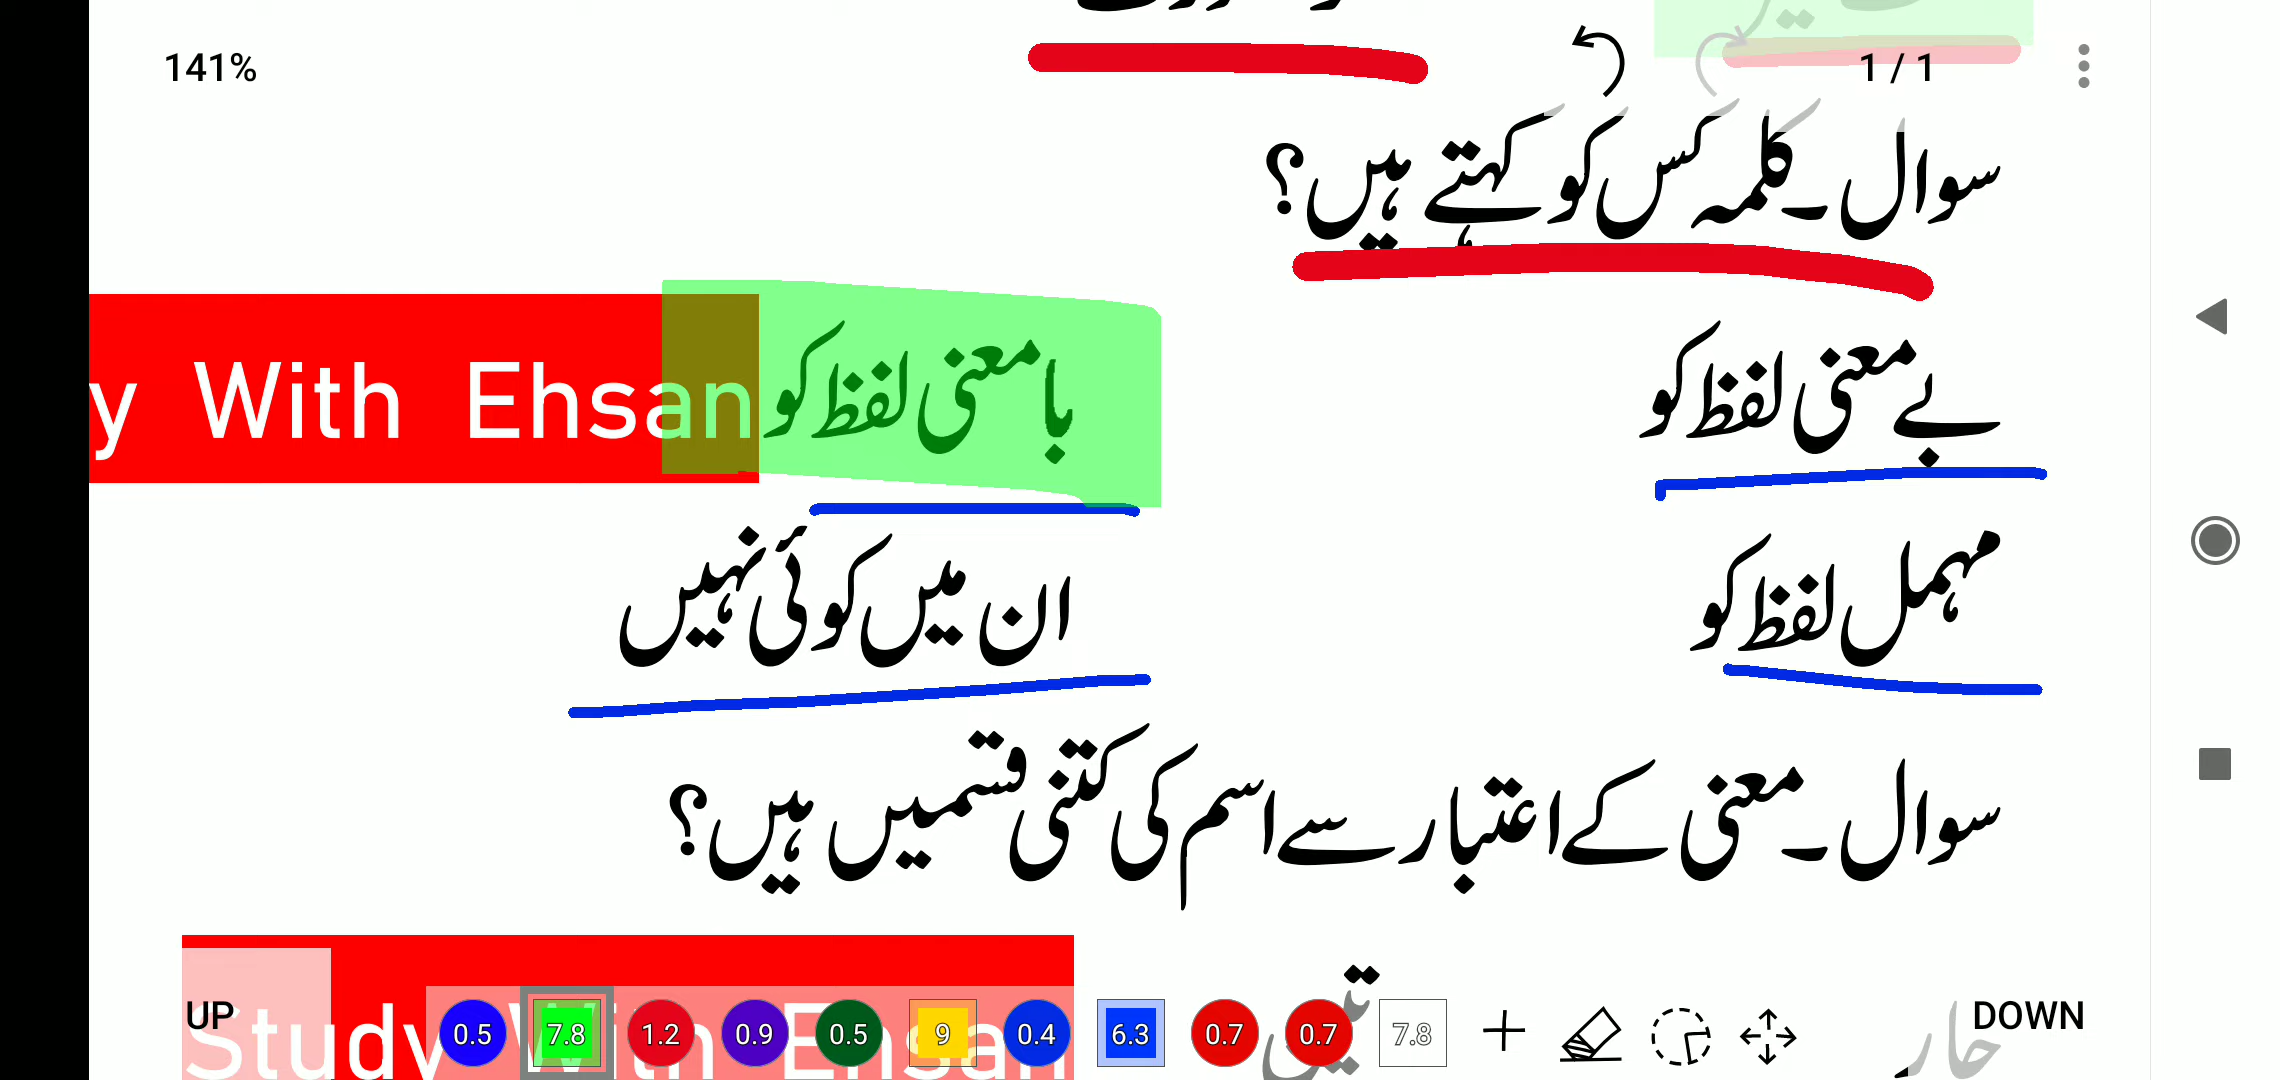 141%
1 / 1
سوال ۔ کلمہ کس کو کہتے ہیں؟
بے معنی لفظ کو
بامعنی لفظ کو
y With Ehsan
مہمل لفظ کو
ان میں کوئی نہیں
سوال ۔ معنی کے اعتبار سے اسم کی کتنی قسمیں ہیں؟
چار
تین
Study With Ehsan
UP
0.5 7.8 1.2 0.9 0.5 9 0.4 6.3 0.7 0.7 7.8
DOWN